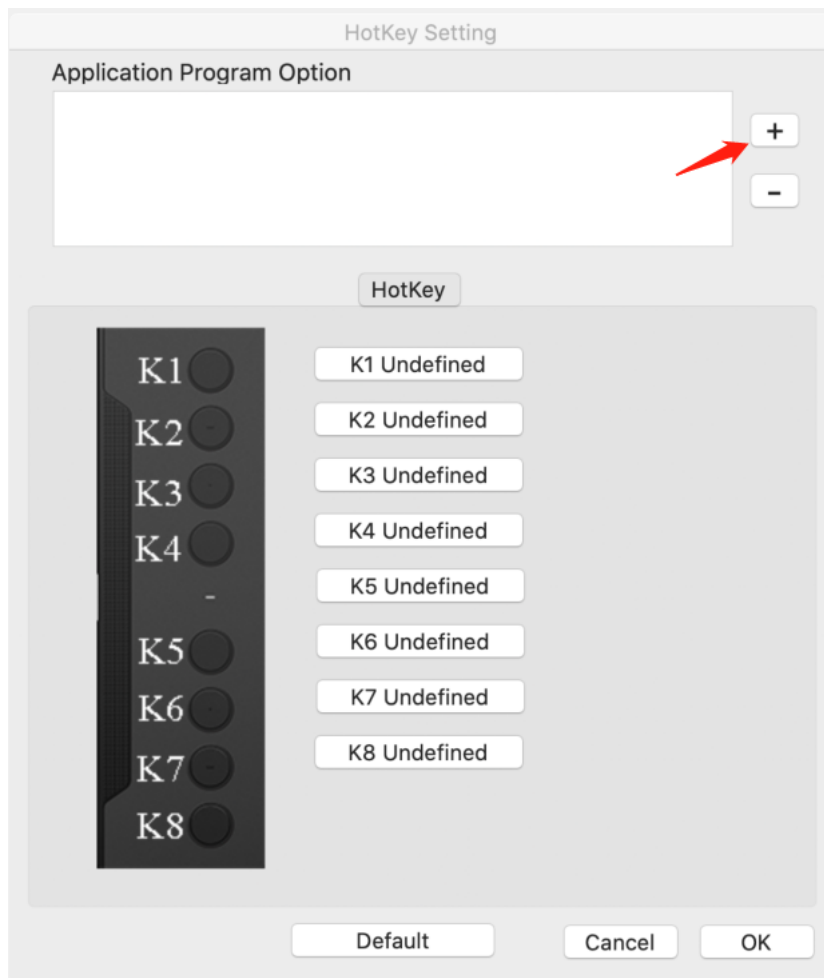 HotKey Setting
Application Program Option
+
-
HotKey
K1
K1 Undefined
K2
K2 Undefined
K3
K3 Undefined
K4
K4 Undefined
-
K5 Undefined
K5
K6 Undefined
K6
K7 Undefined
K7
K8 Undefined
K8
Default
Cancel
OK